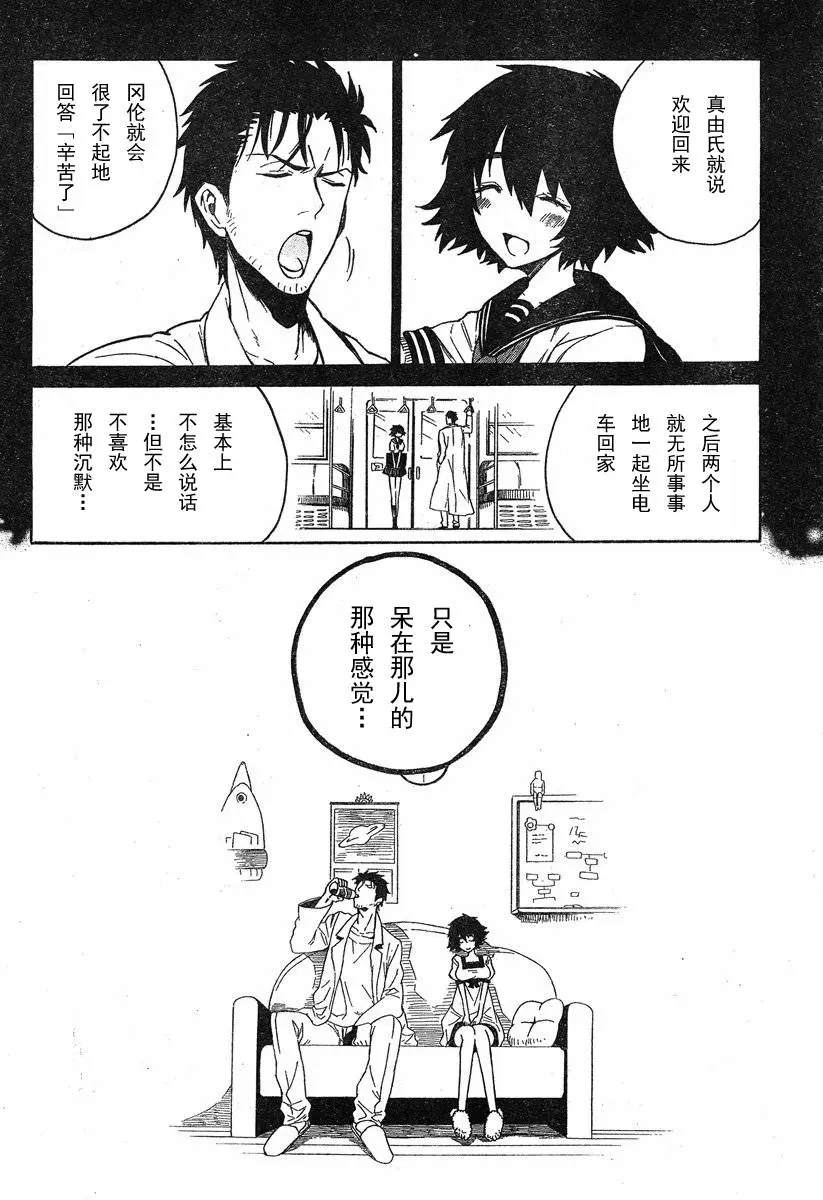 真由氏就说
欢迎回来
冈伦就会
很了不起地
回答「辛苦了」
之后两个人
就无所事事
地一起坐电
车回家
基本上
不怎么说话
…但不是
不喜欢
那种沉默…
只是
呆在那儿的
那种感觉…